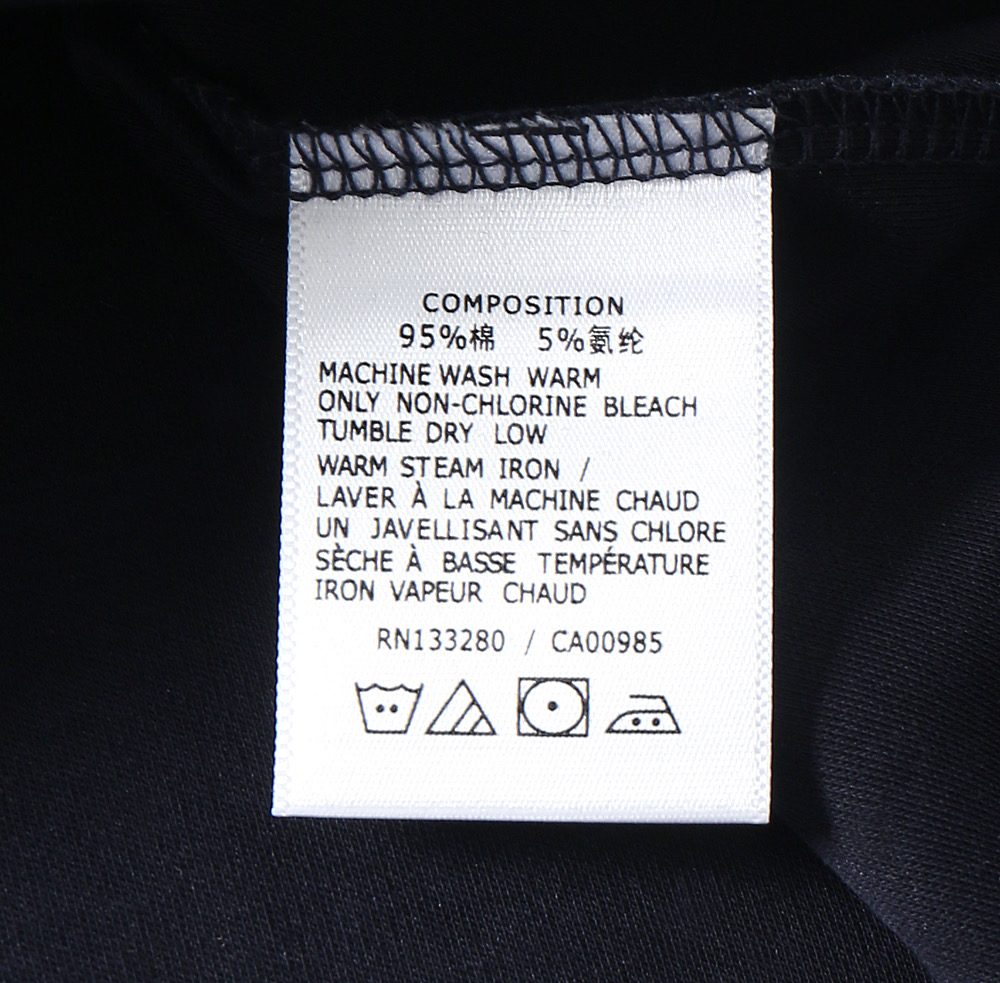 COMPOSITION
95%棉 5%氨纶
MACHINE WASH WARM
ONLY NON-CHLORINE BLEACH
TUMBLE DRY LOW
WARM STEAM IRON /
LAVER À LA MACHINE CHAUD
UN JAVELLISANT SANS CHLORE
SÈCHE À BASSE TEMPÉRATURE
IRON VAPEUR CHAUD
RN133280 / CA00985